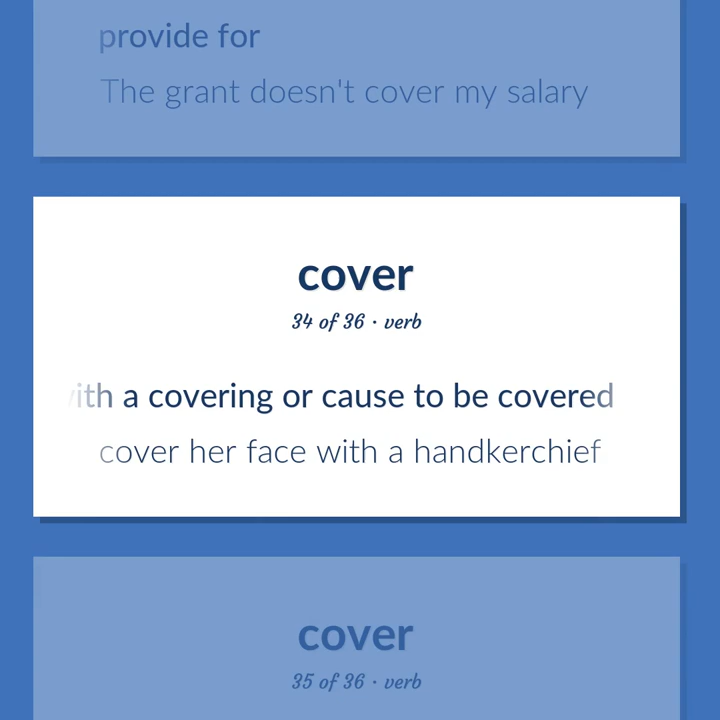 provide for
The grant doesn't cover my salary
cover
34 of 36 · verb
with a covering or cause to be covered
cover her face with a handkerchief
cover
35 of 36 · verb